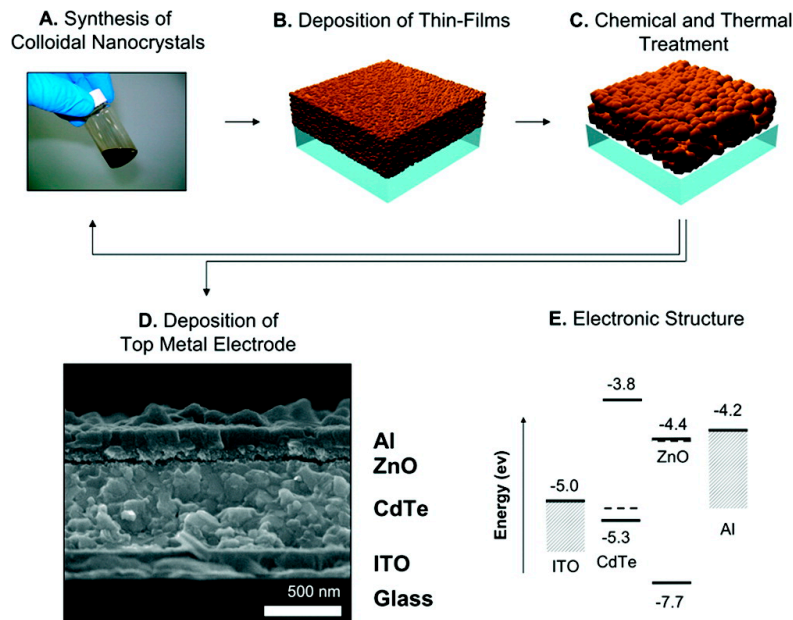 A. Synthesis of
Colloidal Nanocrystals
B. Deposition of Thin-Films
C. Chemical and Thermal
Treatment
D. Deposition of
Top Metal Electrode
Al
ZnO
CdTe
ITO
Glass
500 nm
E. Electronic Structure
Energy (ev)
-3.8
-4.4
-4.2
ZnO
-5.0
-5.3
Al
ITO
CdTe
-7.7